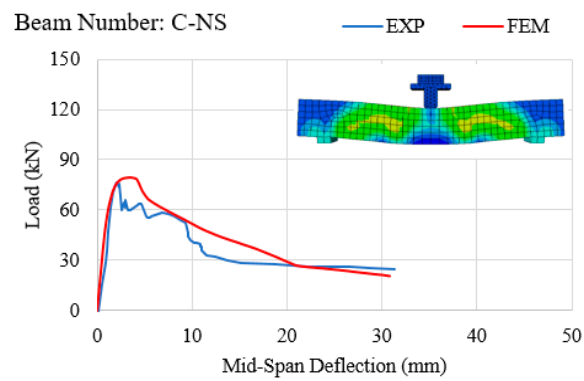 Beam Number: C-NS
EXP
FEM
150
120
90
60
30
0
Load (kN)
0 10 20 30 40 50
Mid-Span Deflection (mm)